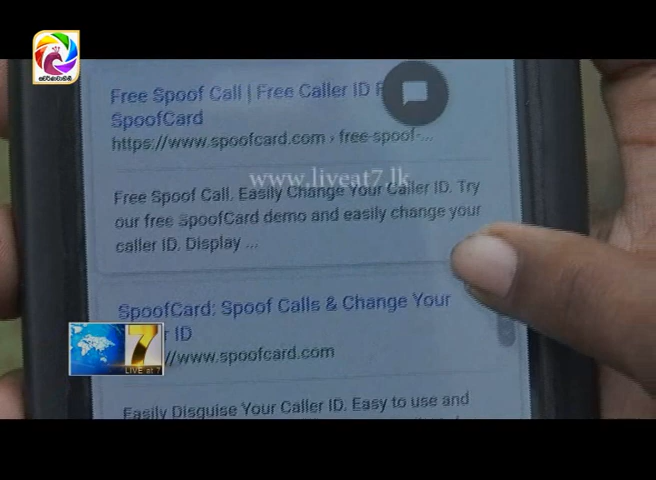 ස්වර්ණවාහිනී
Free Spoof Call | Free Caller ID
SpoofCard
https://www.spoofcard.com › free-spoof-...
www.liveat7.lk
Free Spoof Call. Easily Change Your Caller ID. Try
our free SpoofCard demo and easily change your
caller ID. Display ...
SpoofCard: Spoof Calls & Change Your
ID
//www.spoofcard.com
7
LIVE at 7
Easily Disguise Your Caller ID. Easy to use and